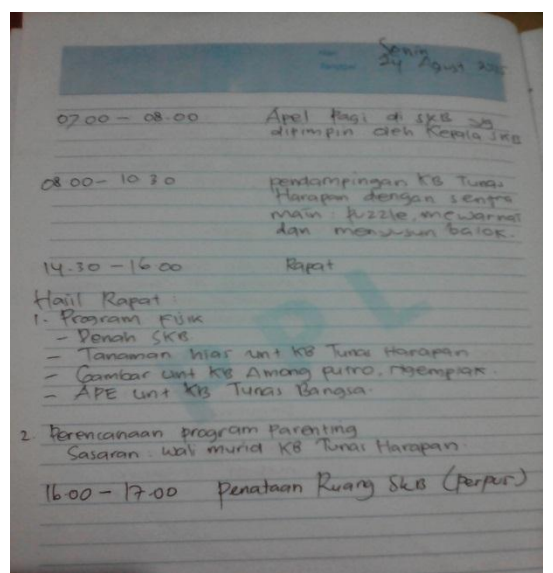 Senin
24 Agust 2015
07.00 - 08.00 Apel Pagi di SKB yg
dipimpin oleh Kepala SKB
08.00 - 10.30 pendampingan KB Tunas
Harapan dengan sentra
main : puzzle, mewarnai
dan menyusun balok.
14.30 - 16.00 Rapat
Hasil Rapat :
1. Program Fisik
- Denah SKB
- Tanaman hias unt KB Tunas Harapan
- Gambar unt KB Among putro. Ngemplak.
- APE unt KB Tunas Bangsa.
2. Perencanaan program parenting
Sasaran : wali murid KB Tunas Harapan.
16.00 - 17.00 Penataan Ruang SKB (perpus)
PPL